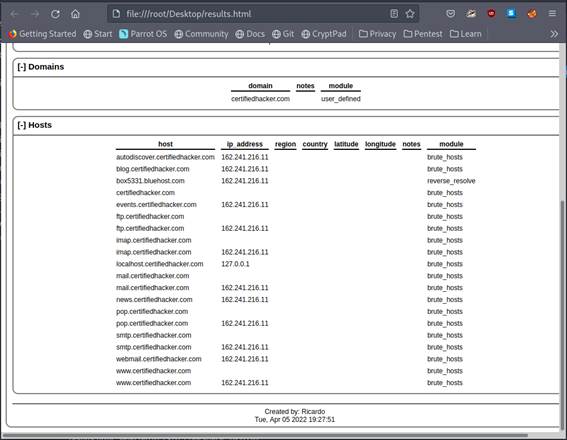 file:///root/Desktop/results.html
Getting Started Start Parrot OS Community Docs Git CryptPad Privacy Pentest Learn
[-] Domains
domain notes module
certifiedhacker.com user_defined
[-] Hosts
host ip_address region country latitude longitude notes module
autodiscover.certifiedhacker.com 162.241.216.11 brute_hosts
blog.certifiedhacker.com 162.241.216.11 brute_hosts
box5331.bluehost.com 162.241.216.11 reverse_resolve
certifiedhacker.com brute_hosts
events.certifiedhacker.com 162.241.216.11 brute_hosts
ftp.certifiedhacker.com brute_hosts
ftp.certifiedhacker.com 162.241.216.11 brute_hosts
imap.certifiedhacker.com brute_hosts
imap.certifiedhacker.com 162.241.216.11 brute_hosts
localhost.certifiedhacker.com 127.0.0.1 brute_hosts
mail.certifiedhacker.com brute_hosts
mail.certifiedhacker.com 162.241.216.11 brute_hosts
news.certifiedhacker.com 162.241.216.11 brute_hosts
pop.certifiedhacker.com brute_hosts
pop.certifiedhacker.com 162.241.216.11 brute_hosts
smtp.certifiedhacker.com brute_hosts
smtp.certifiedhacker.com 162.241.216.11 brute_hosts
webmail.certifiedhacker.com 162.241.216.11 brute_hosts
www.certifiedhacker.com brute_hosts
www.certifiedhacker.com 162.241.216.11 brute_hosts
Created by: Ricardo
Tue, Apr 05 2022 19:27:51